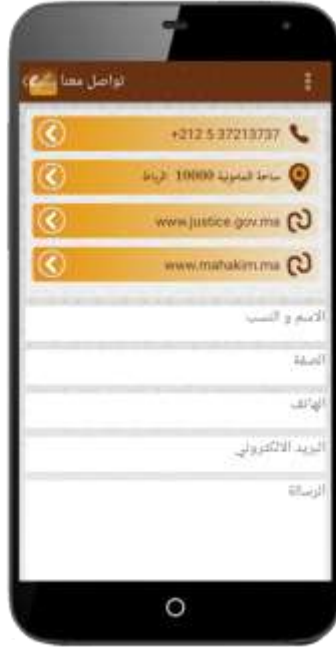 تواصل معنا
+212 5 37213737
ساحة المامونية 10000 الرباط
www.justice.gov.ma
www.mahakim.ma
الاسم و النسب
الصفة
الهاتف
البريد الالكتروني
الرسالة